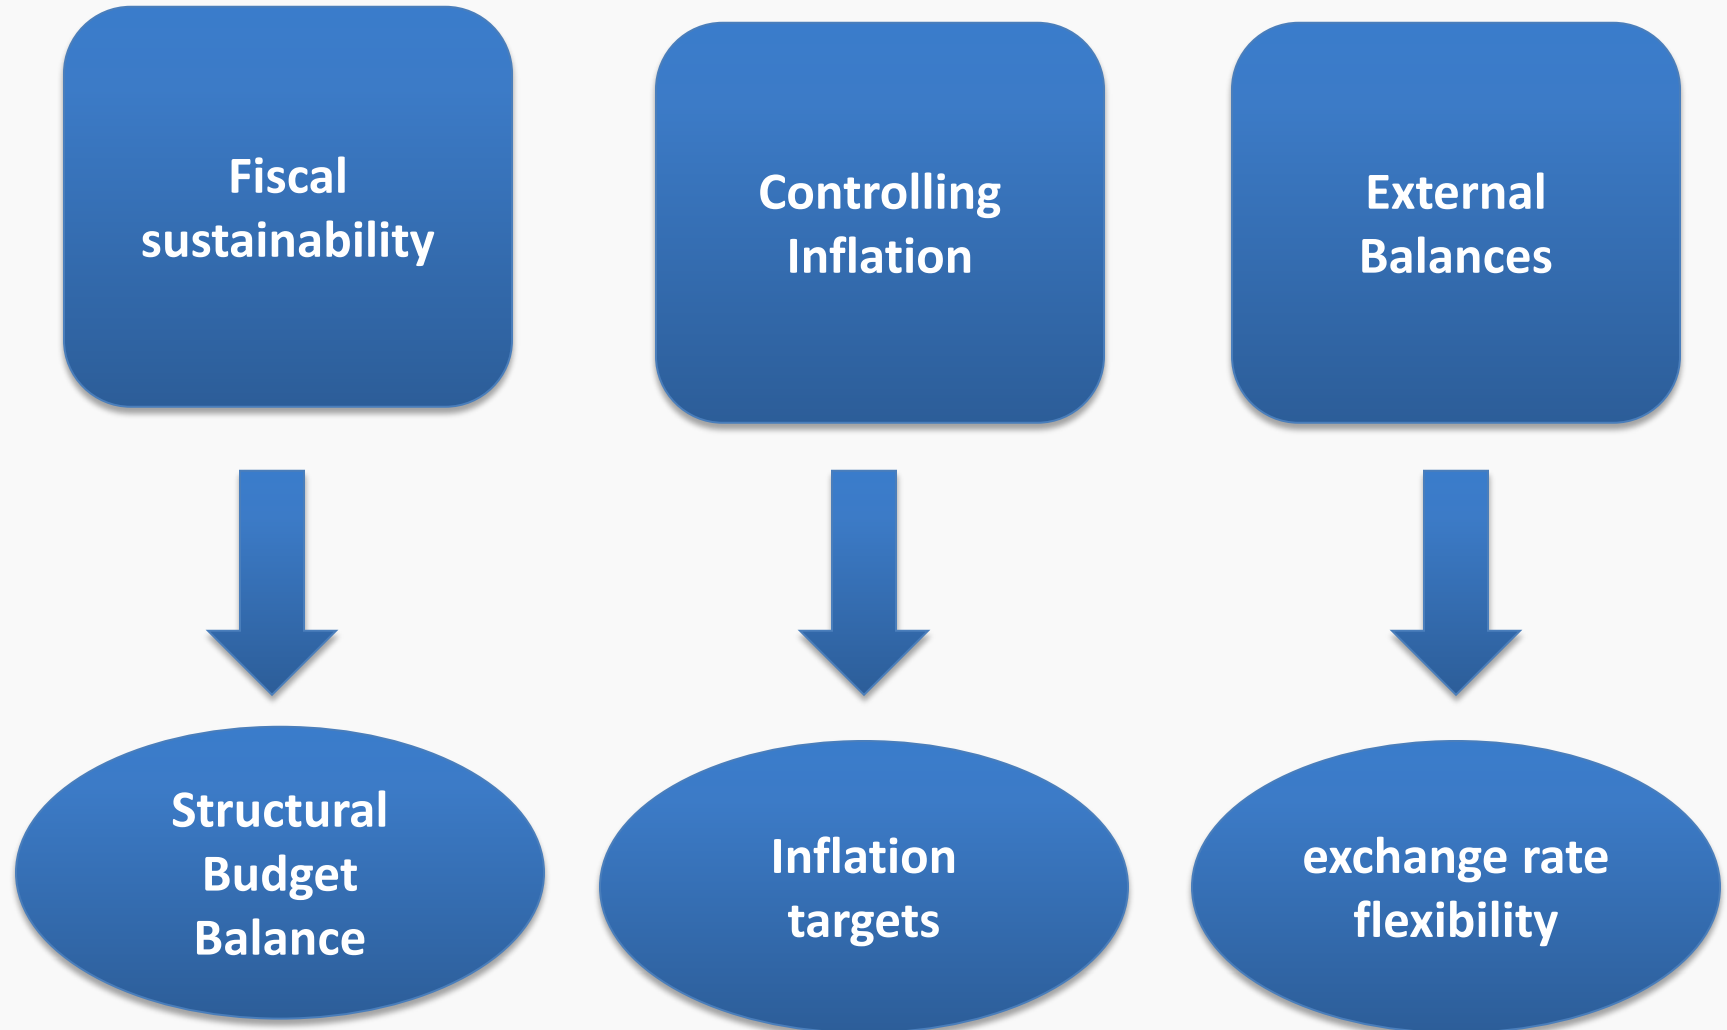 Fiscal
sustainability
Controlling
Inflation
External
Balances
Structural
Budget
Balance
Inflation
targets
exchange rate
flexibility